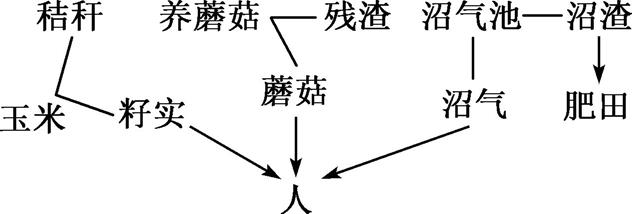 秸秆 养蘑菇 残渣 沼气池 沼渣
玉米 籽实 蘑菇 沼气 肥田
人